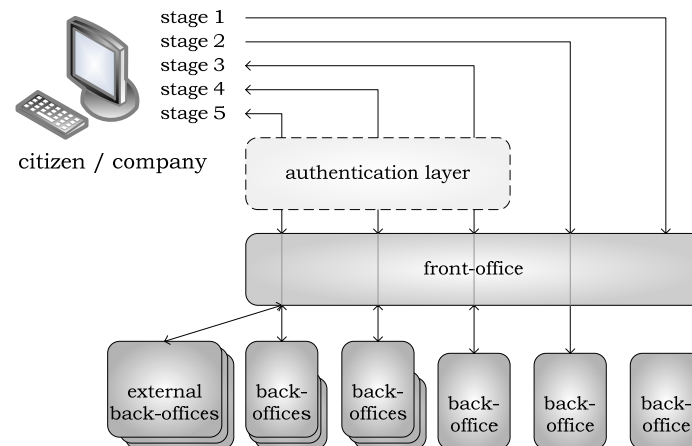 stage 1
stage 2
stage 3
stage 4
stage 5
citizen / company
authentication layer
front-office
external
back-offices
back-
offices
back-
offices
back-
office
back-
office
back-
office